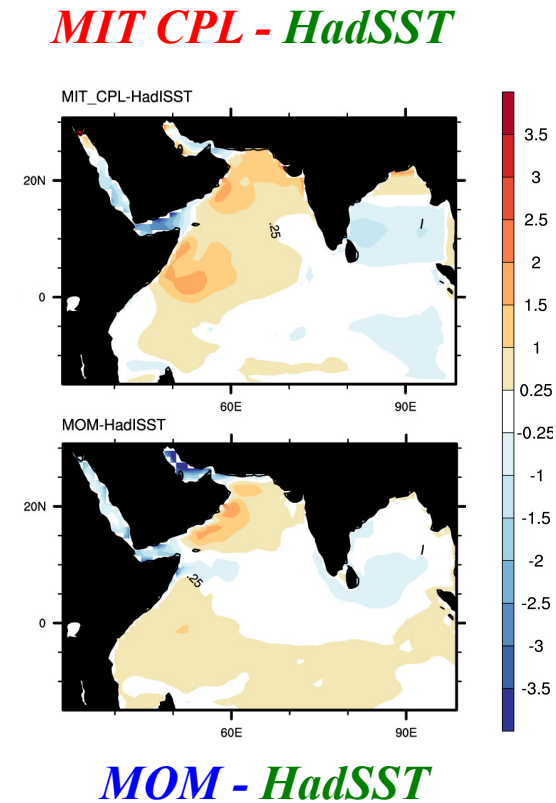 MIT CPL - HadSST
MIT_CPL-HadISST
20N
0
60E
90E
.25
MOM-HadISST
20N
0
60E
90E
.25
3.5
3
2.5
2
1.5
1
0.25
-0.25
-1
-1.5
-2
-2.5
-3
-3.5
MOM - HadSST